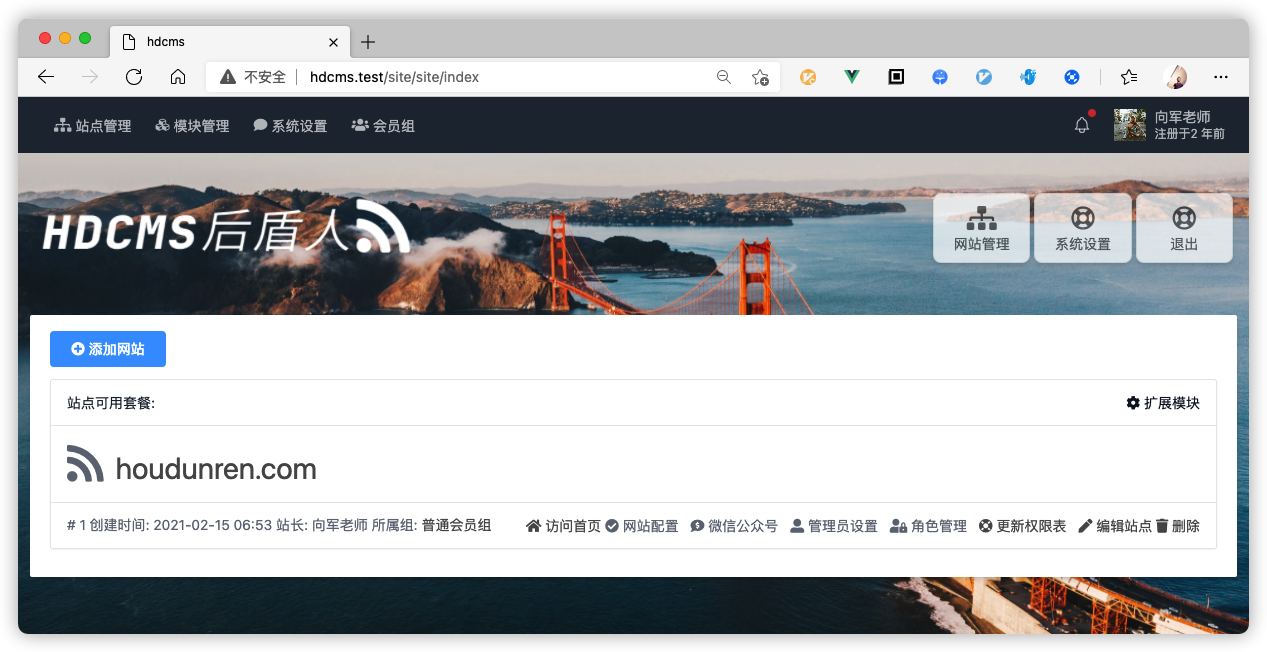 hdcms
不安全 hdcms.test/site/site/index
站点管理 模块管理 系统设置 会员组
向军老师
注册于2 年前
HDCMS后盾人
网站管理 系统设置 退出
添加网站
站点可用套餐: 扩展模块
houdunren.com
# 1 创建时间: 2021-02-15 06:53 站长: 向军老师 所属组: 普通会员组 访问首页 网站配置 微信公众号 管理员设置 角色管理 更新权限表 编辑站点 删除